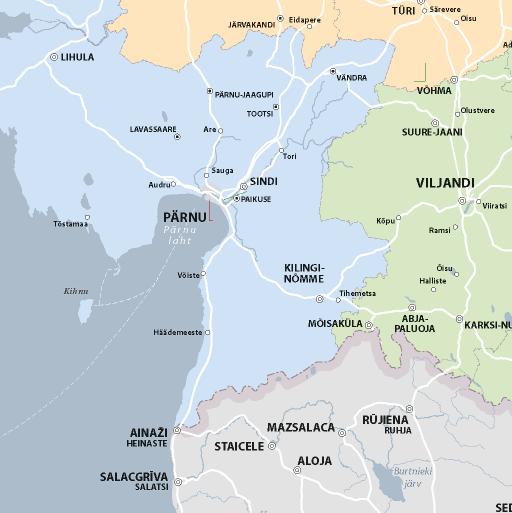 TÜRI
Särevere
Oisu
JÄRVAKANDI
Eidapere
LIHULA
VÄNDRA
VÕHMA
PÄRNU-JAAGUPI
TOOTSI
Olustvere
LAVASSAARE
Are
SUURE-JAANI
Tori
Sauga
Audru
SINDI
PAIKUSE
VILJANDI
Viiratsi
PÄRNU
Pärnu
laht
Tõstamaa
Kõpu
Ramsi
Võiste
KILINGI-
NÕMME
Õisu
Halliste
Kihnu
Tihemetsa
MÕISAKÜLA
ABJA-
PALUOJA
KARKSI-NU
Häädemeeste
AINAŽI
HEINASTE
MAZSALACA
RŪJIENA
RUHJA
STAICELE
ALOJA
SALACGRĪVA
SALATSI
Burtnieki
järv
SED